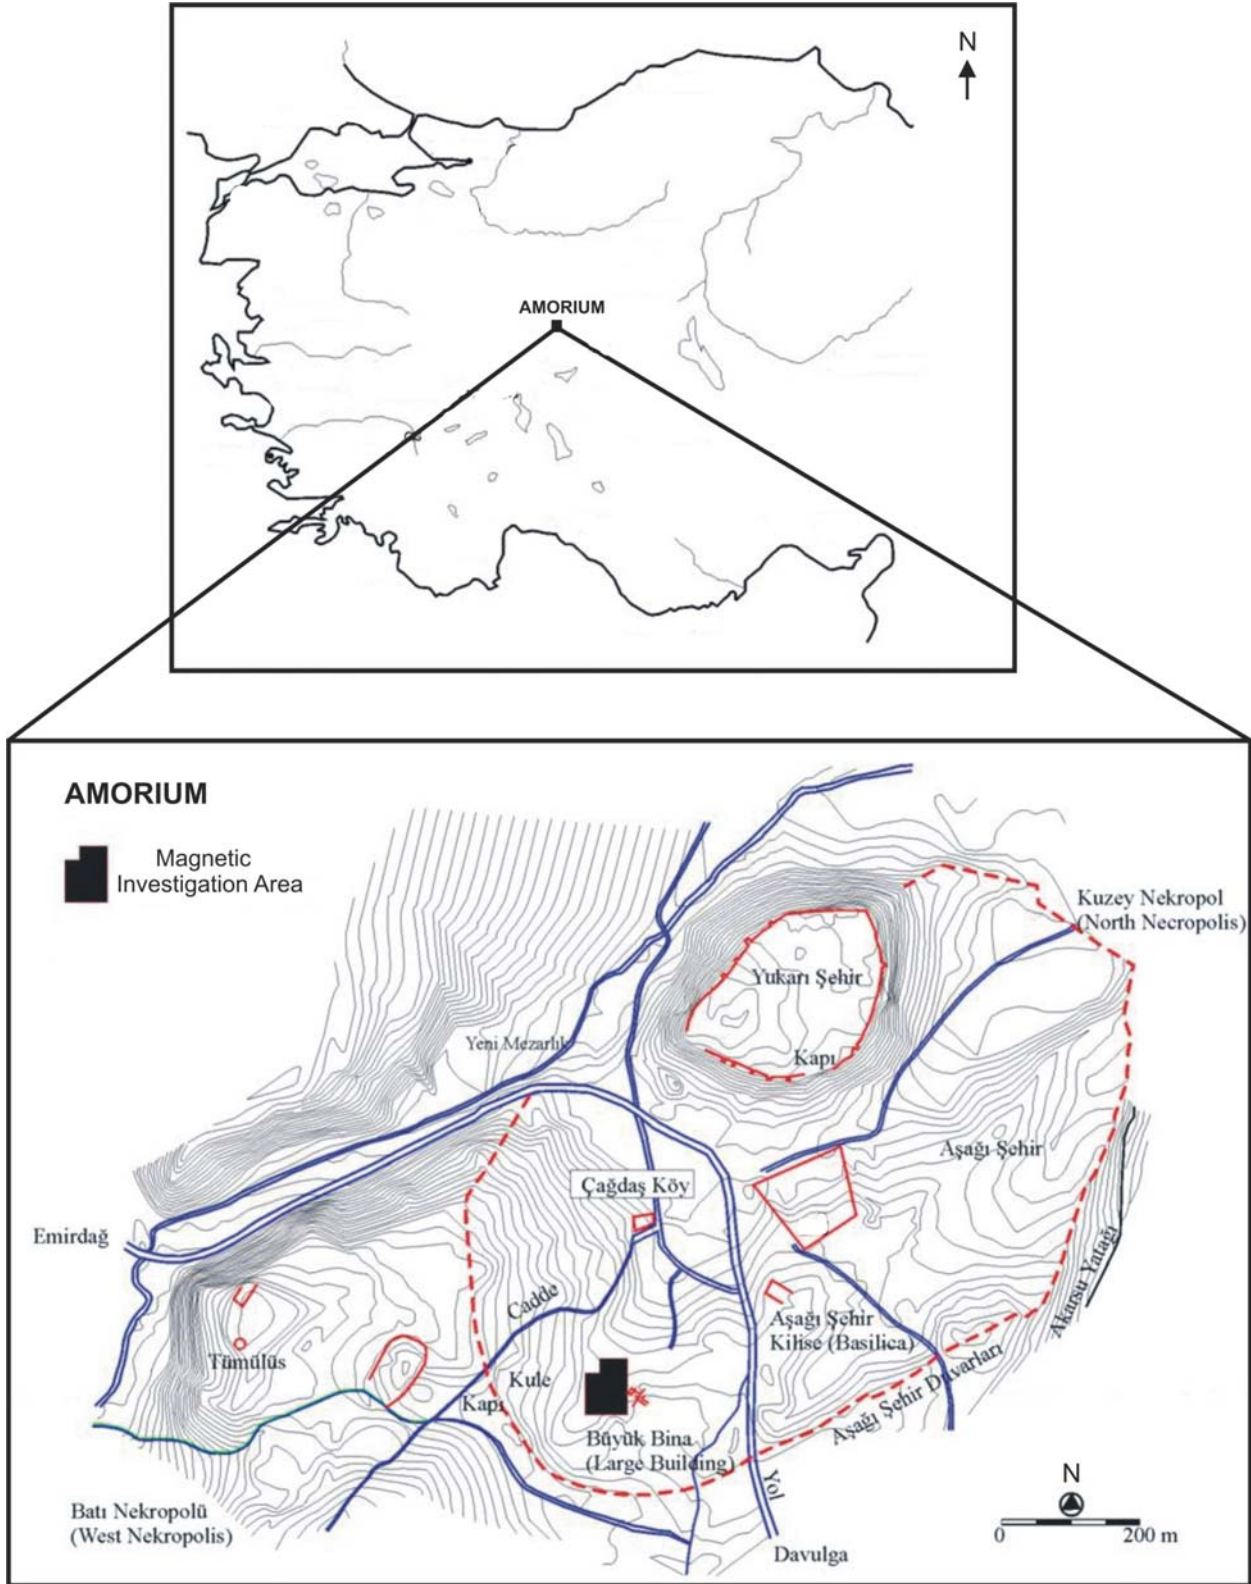 N
AMORIUM
AMORIUM
Magnetic
Investigation Area
Kuzey Nekropol
(North Necropolis)
Yukarı Şehir
Yeni Mezarlık
Kapı
Aşağı Şehir
Çağdaş Köy
Emirdağ
Akarsu Yatağı
Cadde
Aşağı Şehir
Kilise (Basilica)
Tümülüs
Kule
Kapı
Aşağı Şehir Duvarları
Büyük Bina
(Large Building)
Yol
N
Batı Nekropolü
(West Nekropolis)
0 200 m
Davulga